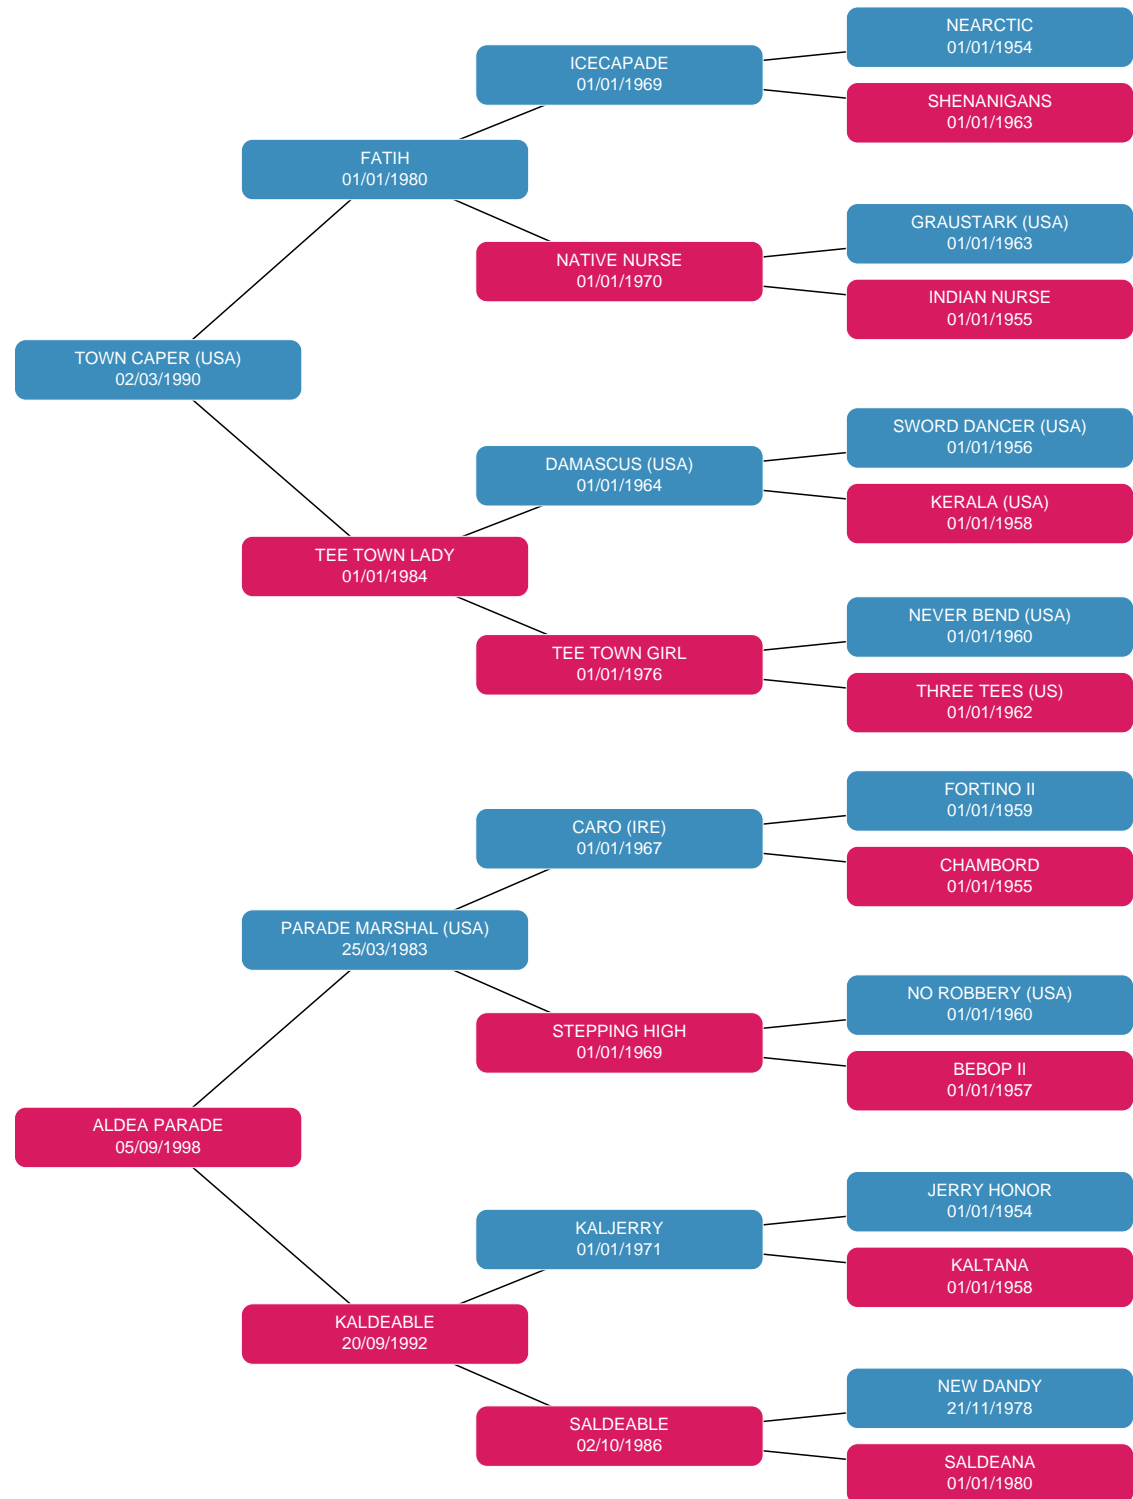 NEARCTIC
01/01/1954
ICECAPADE
01/01/1969
SHENANIGANS
01/01/1963
FATIH
01/01/1980
GRAUSTARK (USA)
01/01/1963
NATIVE NURSE
01/01/1970
INDIAN NURSE
01/01/1955
TOWN CAPER (USA)
02/03/1990
SWORD DANCER (USA)
01/01/1956
DAMASCUS (USA)
01/01/1964
KERALA (USA)
01/01/1958
TEE TOWN LADY
01/01/1984
NEVER BEND (USA)
01/01/1960
TEE TOWN GIRL
01/01/1976
THREE TEES (US)
01/01/1962
FORTINO II
01/01/1959
CARO (IRE)
01/01/1967
CHAMBORD
01/01/1955
PARADE MARSHAL (USA)
25/03/1983
NO ROBBERY (USA)
01/01/1960
STEPPING HIGH
01/01/1969
BEBOP II
01/01/1957
ALDEA PARADE
05/09/1998
JERRY HONOR
01/01/1954
KALJERRY
01/01/1971
KALTANA
01/01/1958
KALDEABLE
20/09/1992
NEW DANDY
21/11/1978
SALDEABLE
02/10/1986
SALDEANA
01/01/1980